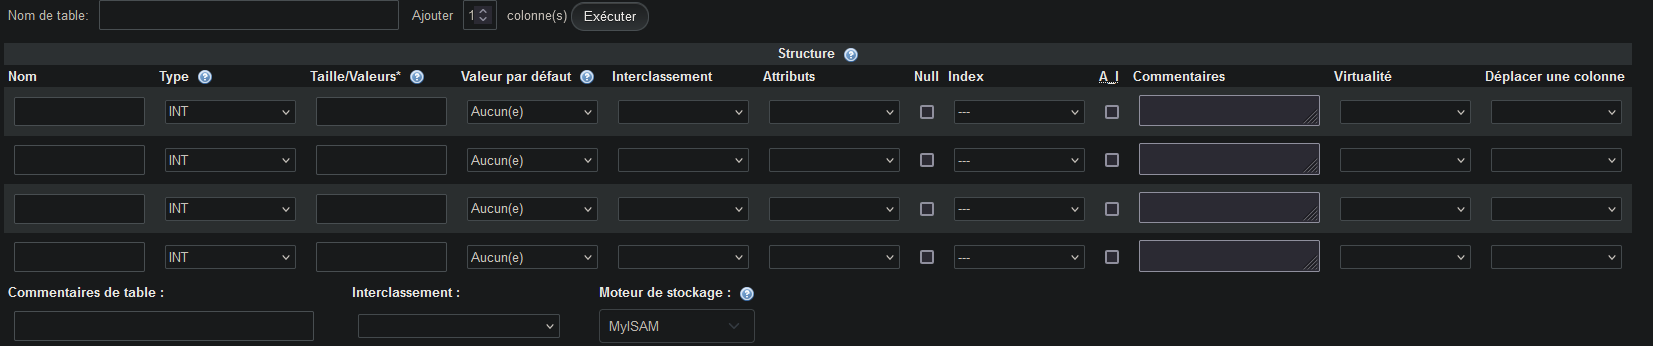 Nom de table: Ajouter 1 colonne(s) Exécuter
Structure
Nom Type Taille/Valeurs* Valeur par défaut Interclassement Attributs Null Index A_I Commentaires Virtualité Déplacer une colonne
INT Aucun(e) ---
INT Aucun(e) ---
INT Aucun(e) ---
INT Aucun(e) ---
Commentaires de table : Interclassement : Moteur de stockage :
MyISAM